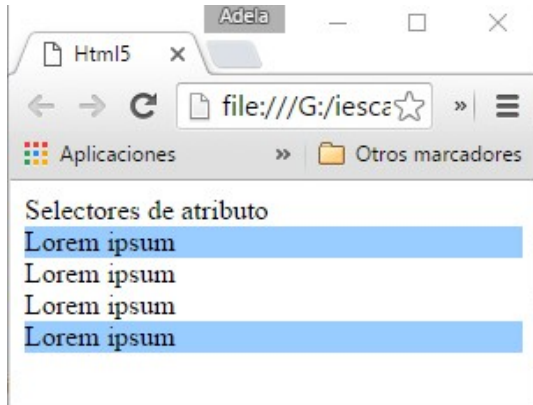 Adela
Html5
file:///G:/iesca
Aplicaciones
Otros marcadores
Selectores de atributo
Lorem ipsum
Lorem ipsum
Lorem ipsum
Lorem ipsum